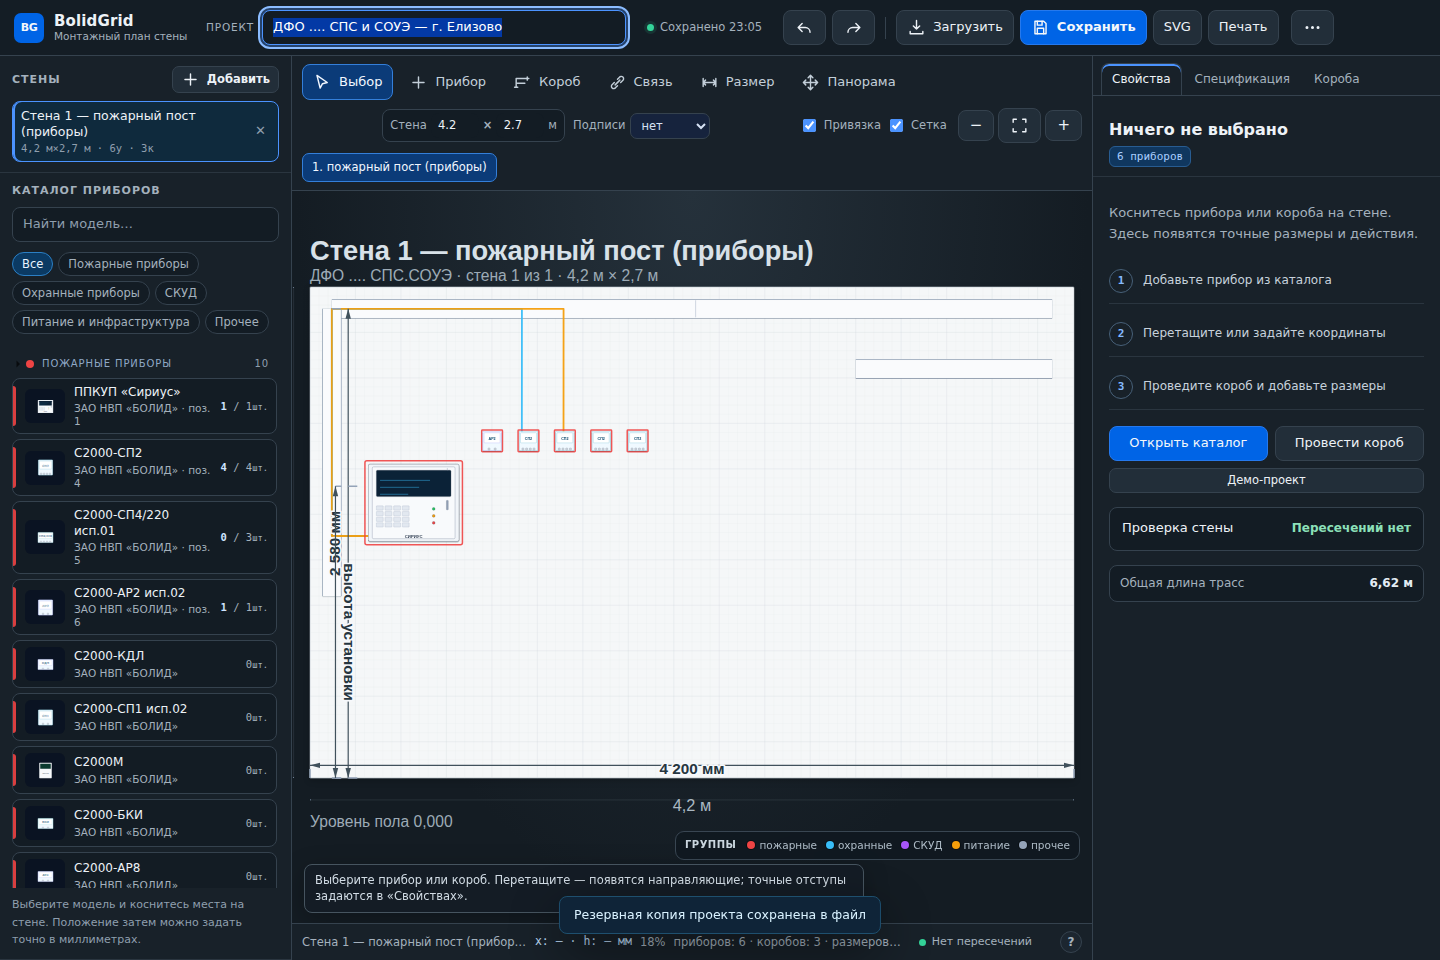 BG
BolidGrid
Монтажный план стены
ПРОЕКТ
ДФО .... СПС и СОУЭ — г. Елизово
Сохранено 23:05
Загрузить
Сохранить
SVG
Печать
СТЕНЫ
Добавить
Стена 1 — пожарный пост (приборы)
4,2 м×2,7 м · 6у · 3к
КАТАЛОГ ПРИБОРОВ
Найти модель…
Все
Пожарные приборы
Охранные приборы
СКУД
Питание и инфраструктура
Прочее
ПОЖАРНЫЕ ПРИБОРЫ
10
ППКУП «Сириус»
ЗАО НВП «БОЛИД» · поз. 1
1 / 1шт.
С2000-СП2
ЗАО НВП «БОЛИД» · поз. 4
4 / 4шт.
С2000-СП4/220 исп.01
ЗАО НВП «БОЛИД» · поз. 5
0 / 3шт.
С2000-АР2 исп.02
ЗАО НВП «БОЛИД» · поз. 6
1 / 1шт.
С2000-КДЛ
ЗАО НВП «БОЛИД»
0шт.
С2000-СП1 исп.02
ЗАО НВП «БОЛИД»
0шт.
С2000М
ЗАО НВП «БОЛИД»
0шт.
С2000-БКИ
ЗАО НВП «БОЛИД»
0шт.
С2000-АР8
ЗАО НВП «БОЛИД»
0шт.
Выберите модель и коснитесь места на
стене. Положение затем можно задать
точно в миллиметрах.
Выбор
Прибор
Короб
Связь
Размер
Панорама
Стена 4.2 × 2.7 м
Подписи нет
Привязка
Сетка
1. пожарный пост (приборы)
Стена 1 — пожарный пост (приборы)
ДФО .... СПС.СОУЭ · стена 1 из 1 · 4,2 м × 2,7 м
АР2
СП2
СП2
СП2
СП2
СИРИУС
2 580 мм
высота установки
4 200 мм
4,2 м
Уровень пола 0,000
ГРУППЫ
пожарные
охранные
СКУД
питание
прочее
Выберите прибор или короб. Перетащите — появятся направляющие; точные отступы
задаются в «Свойствах».
Резервная копия проекта сохранена в файл
Стена 1 — пожарный пост (прибор…
x: — · h: — мм
18%
приборов: 6 · коробов: 3 · размеров…
Нет пересечений
?
Свойства
Спецификация
Короба
Ничего не выбрано
6 приборов
Коснитесь прибора или короба на стене.
Здесь появятся точные размеры и действия.
1 Добавьте прибор из каталога
2 Перетащите или задайте координаты
3 Проведите короб и добавьте размеры
Открыть каталог
Провести короб
Демо-проект
Проверка стены
Пересечений нет
Общая длина трасс
6,62 м